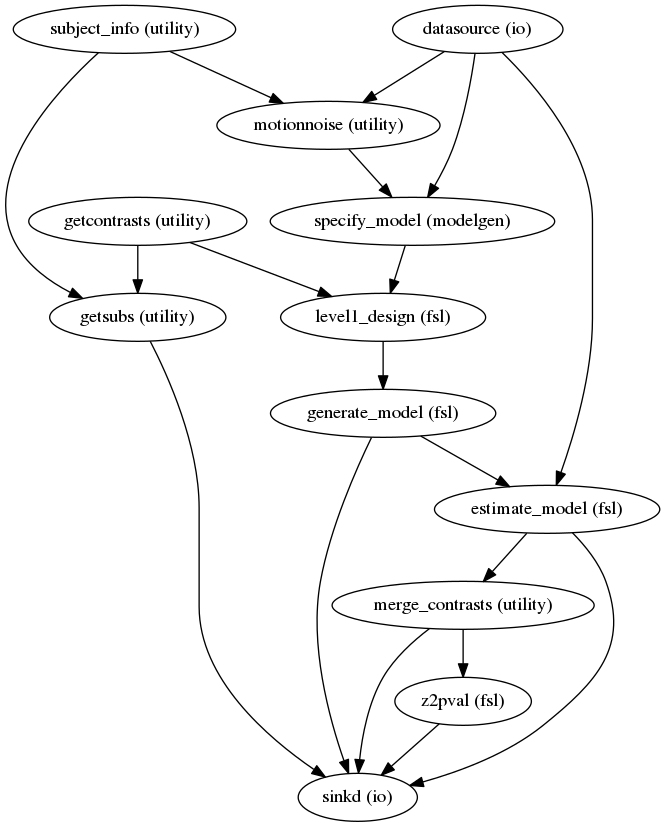 subject_info (utility)
datasource (io)
motionnoise (utility)
getcontrasts (utility)
specify_model (modelgen)
getsubs (utility)
level1_design (fsl)
generate_model (fsl)
estimate_model (fsl)
merge_contrasts (utility)
z2pval (fsl)
sinkd (io)